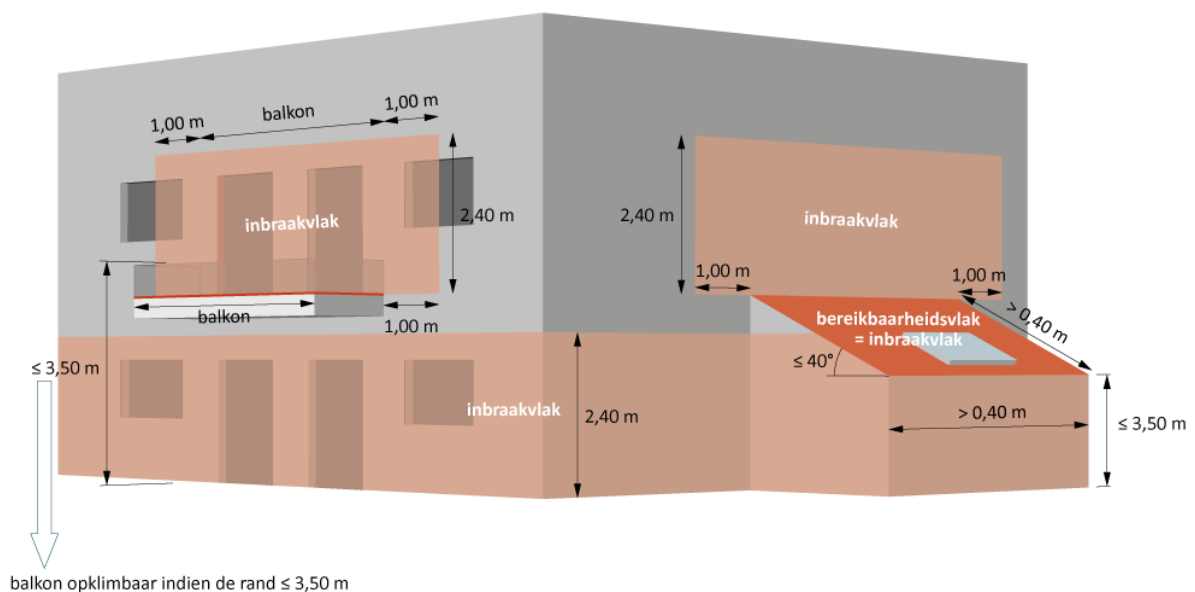 1,00 m
balkon
1,00 m
inbraakvlak
2,40 m
2,40 m
inbraakvlak
1,00 m
1,00 m
balkon
1,00 m
> 0,40 m
bereikbaarheidsvlak
= inbraakvlak
≤ 40°
≤ 3,50 m
inbraakvlak
2,40 m
> 0,40 m
≤ 3,50 m
balkon opklimbaar indien de rand ≤ 3,50 m